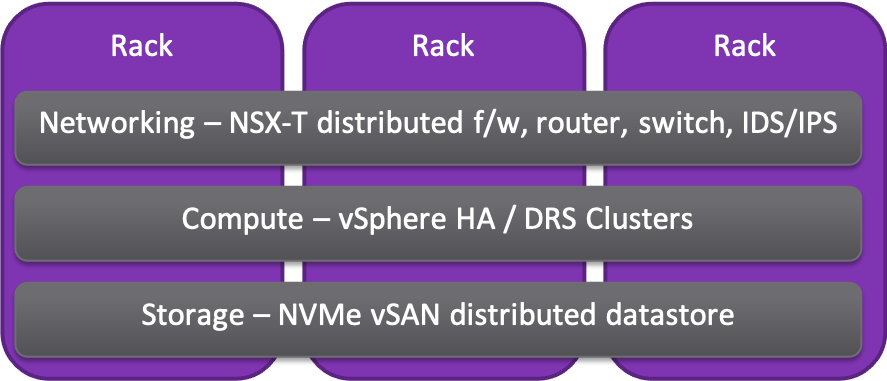 Rack Rack Rack
Networking – NSX-T distributed f/w, router, switch, IDS/IPS
Compute – vSphere HA / DRS Clusters
Storage – NVMe vSAN distributed datastore